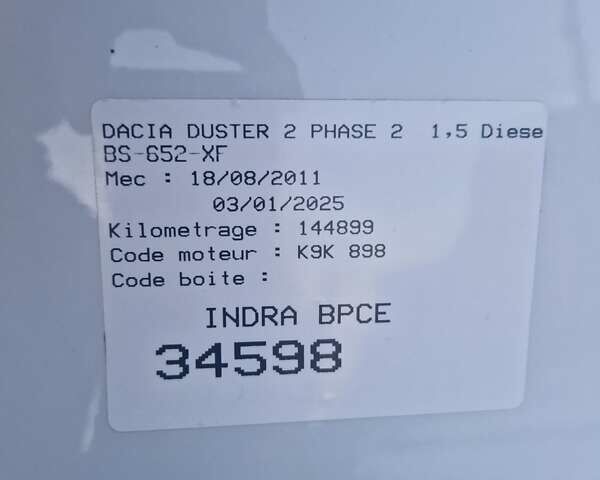 DACIA DUSTER 2 PHASE 2 1,5 Diese
BS-652-XF
Mec : 18/08/2011
03/01/2025
Kilometrage : 144899
Code moteur : K9K 898
Code boite :
INDRA BPCE
34598